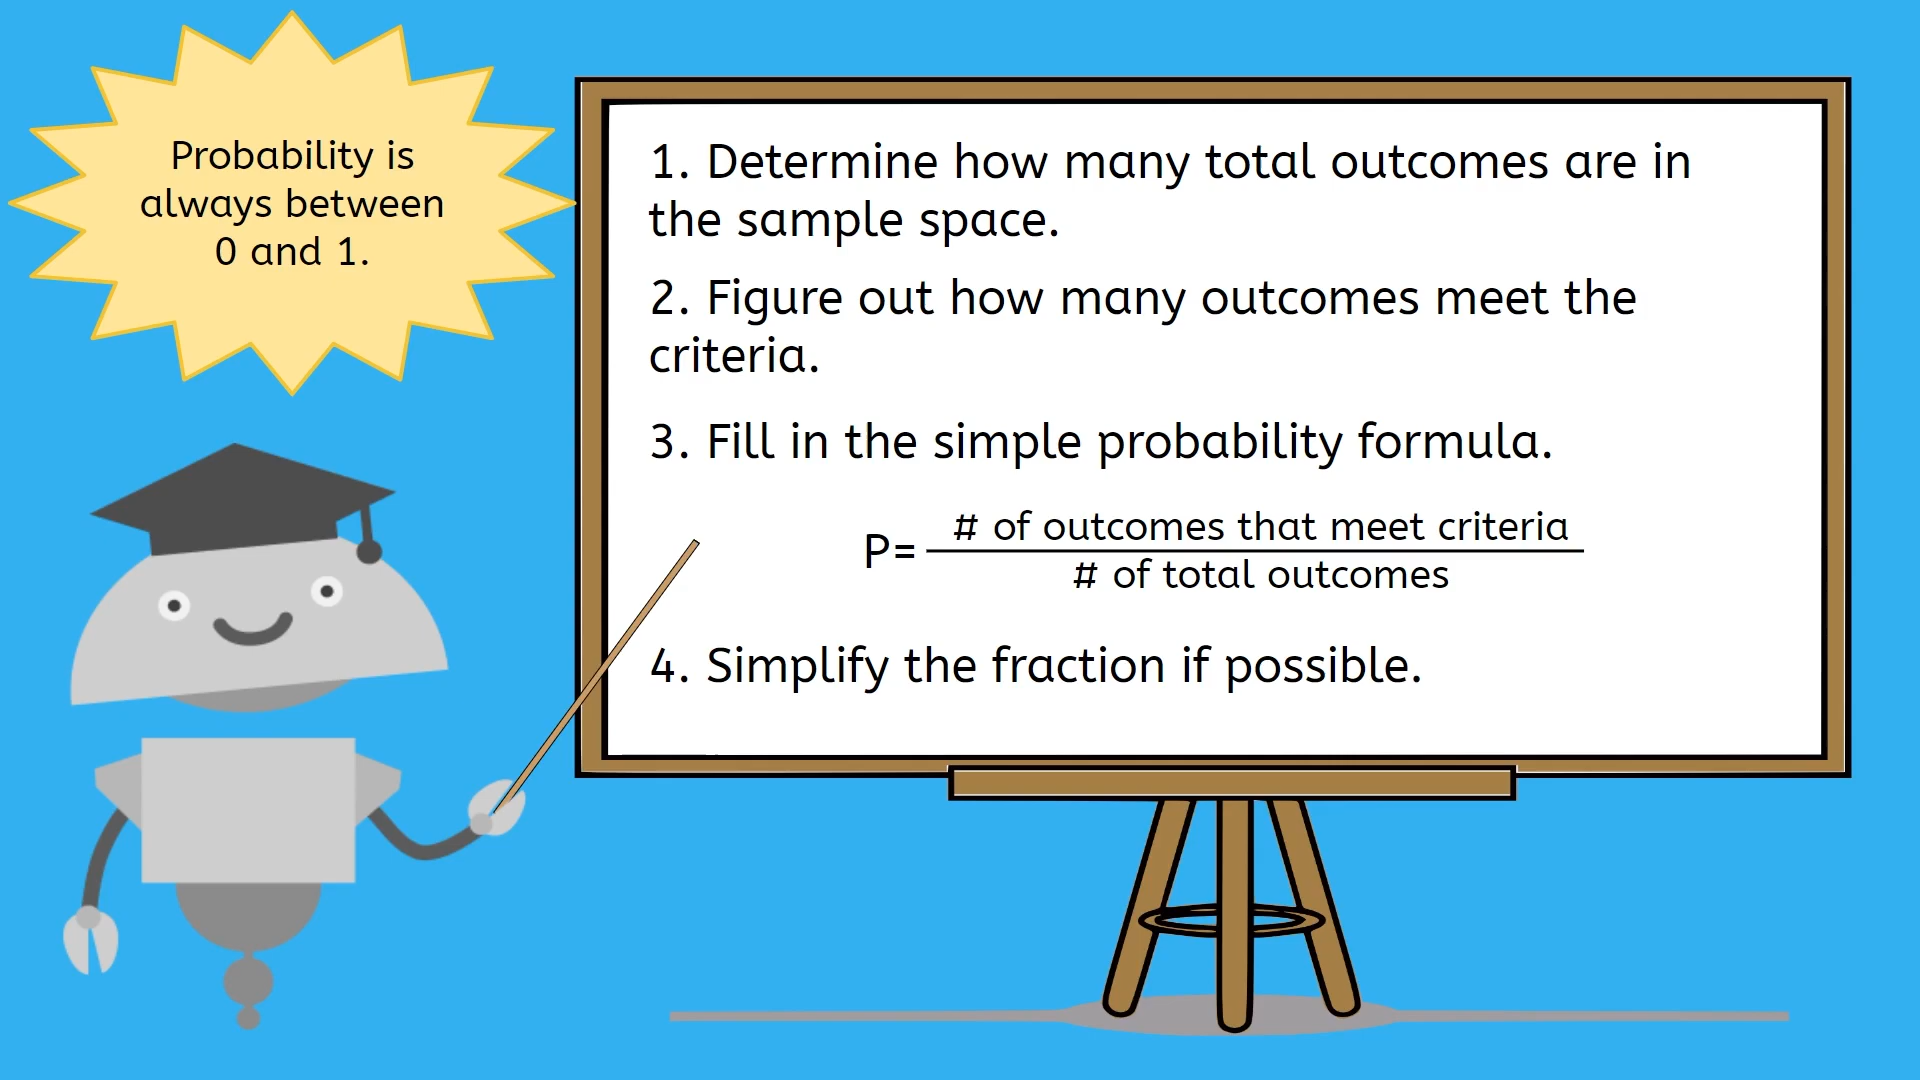 Probability is
always between
0 and 1.
1. Determine how many total outcomes are in
the sample space.
2. Figure out how many outcomes meet the
criteria.
3. Fill in the simple probability formula.
P= # of outcomes that meet criteria
# of total outcomes
4. Simplify the fraction if possible.